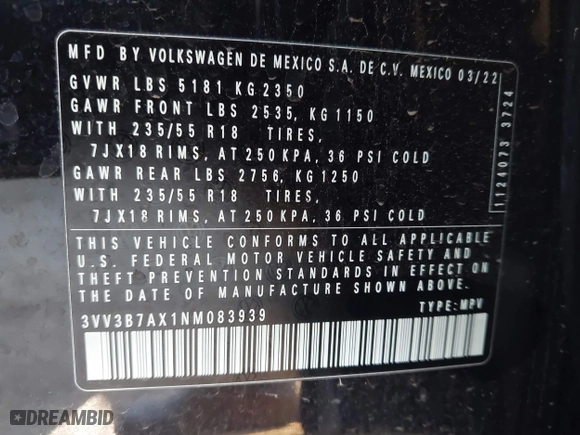 MFD BY VOLKSWAGEN DE MEXICO S.A. DE C.V. MEXICO 03/22
GVWR LBS 5181 KG 2350
GAWR FRONT LBS 2535, KG 1150
WITH 235/55 R18 TIRES,
7JX18 RIMS, AT 250 KPA, 36 PSI COLD
GAWR REAR LBS 2756, KG 1250
WITH 235/55 R18 TIRES,
7JX18 RIMS, AT 250 KPA, 36 PSI COLD
THIS VEHICLE CONFORMS TO ALL APPLICABLE
U.S. FEDERAL MOTOR VEHICLE SAFETY AND
THEFT PREVENTION STANDARDS IN EFFECT ON
THE DATE OF MANUFACTURE SHOWN ABOVE.
3VV3B7AX1NM083939 TYPE: MPV
1124073 3724
DREAMBID